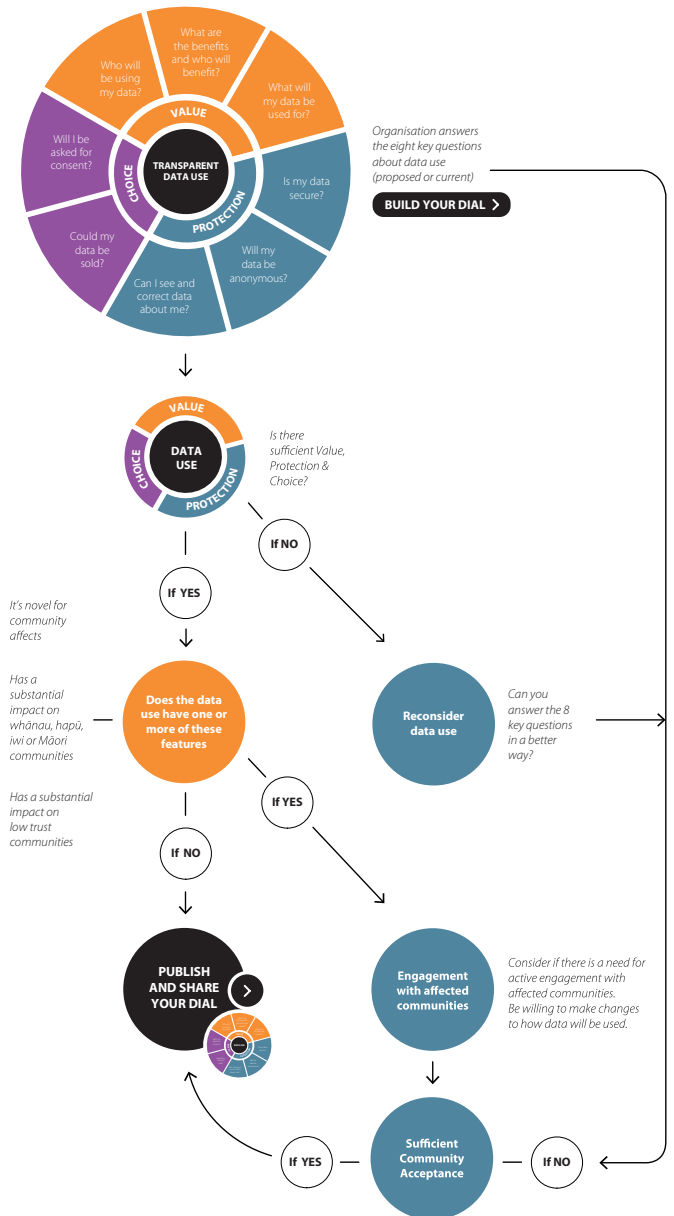 What are
the benefits
and who will
benefit?
Who will
be using
my data?
What will
my data be
used for?
VALUE
Will I be
asked for
consent?
CHOICE
TRANSPARENT
DATA USE
PROTECTION
Is my data
secure?
Could my
data be
sold?
Will my
data be
anonymous?
Can I see and
correct data
about me?
Organisation answers
the eight key questions
about data use
(proposed or current)
BUILD YOUR DIAL
VALUE
CHOICE
DATA
USE
PROTECTION
Is there
sufficient Value,
Protection &
Choice?
If NO
If YES
It's novel for
community
affects
Has a
substantial
impact on
whānau, hapū,
iwi or Māori
communities
Has a substantial
impact on
low trust
communities
Does the data
use have one or
more of these
features
Reconsider
data use
Can you
answer the 8
key questions
in a better
way?
If YES
If NO
PUBLISH
AND SHARE
YOUR DIAL
Engagement
with affected
communities
Consider if there is a need for
active engagement with
affected communities.
Be willing to make changes
to how data will be used.
If YES
Sufficient
Community
Acceptance
If NO